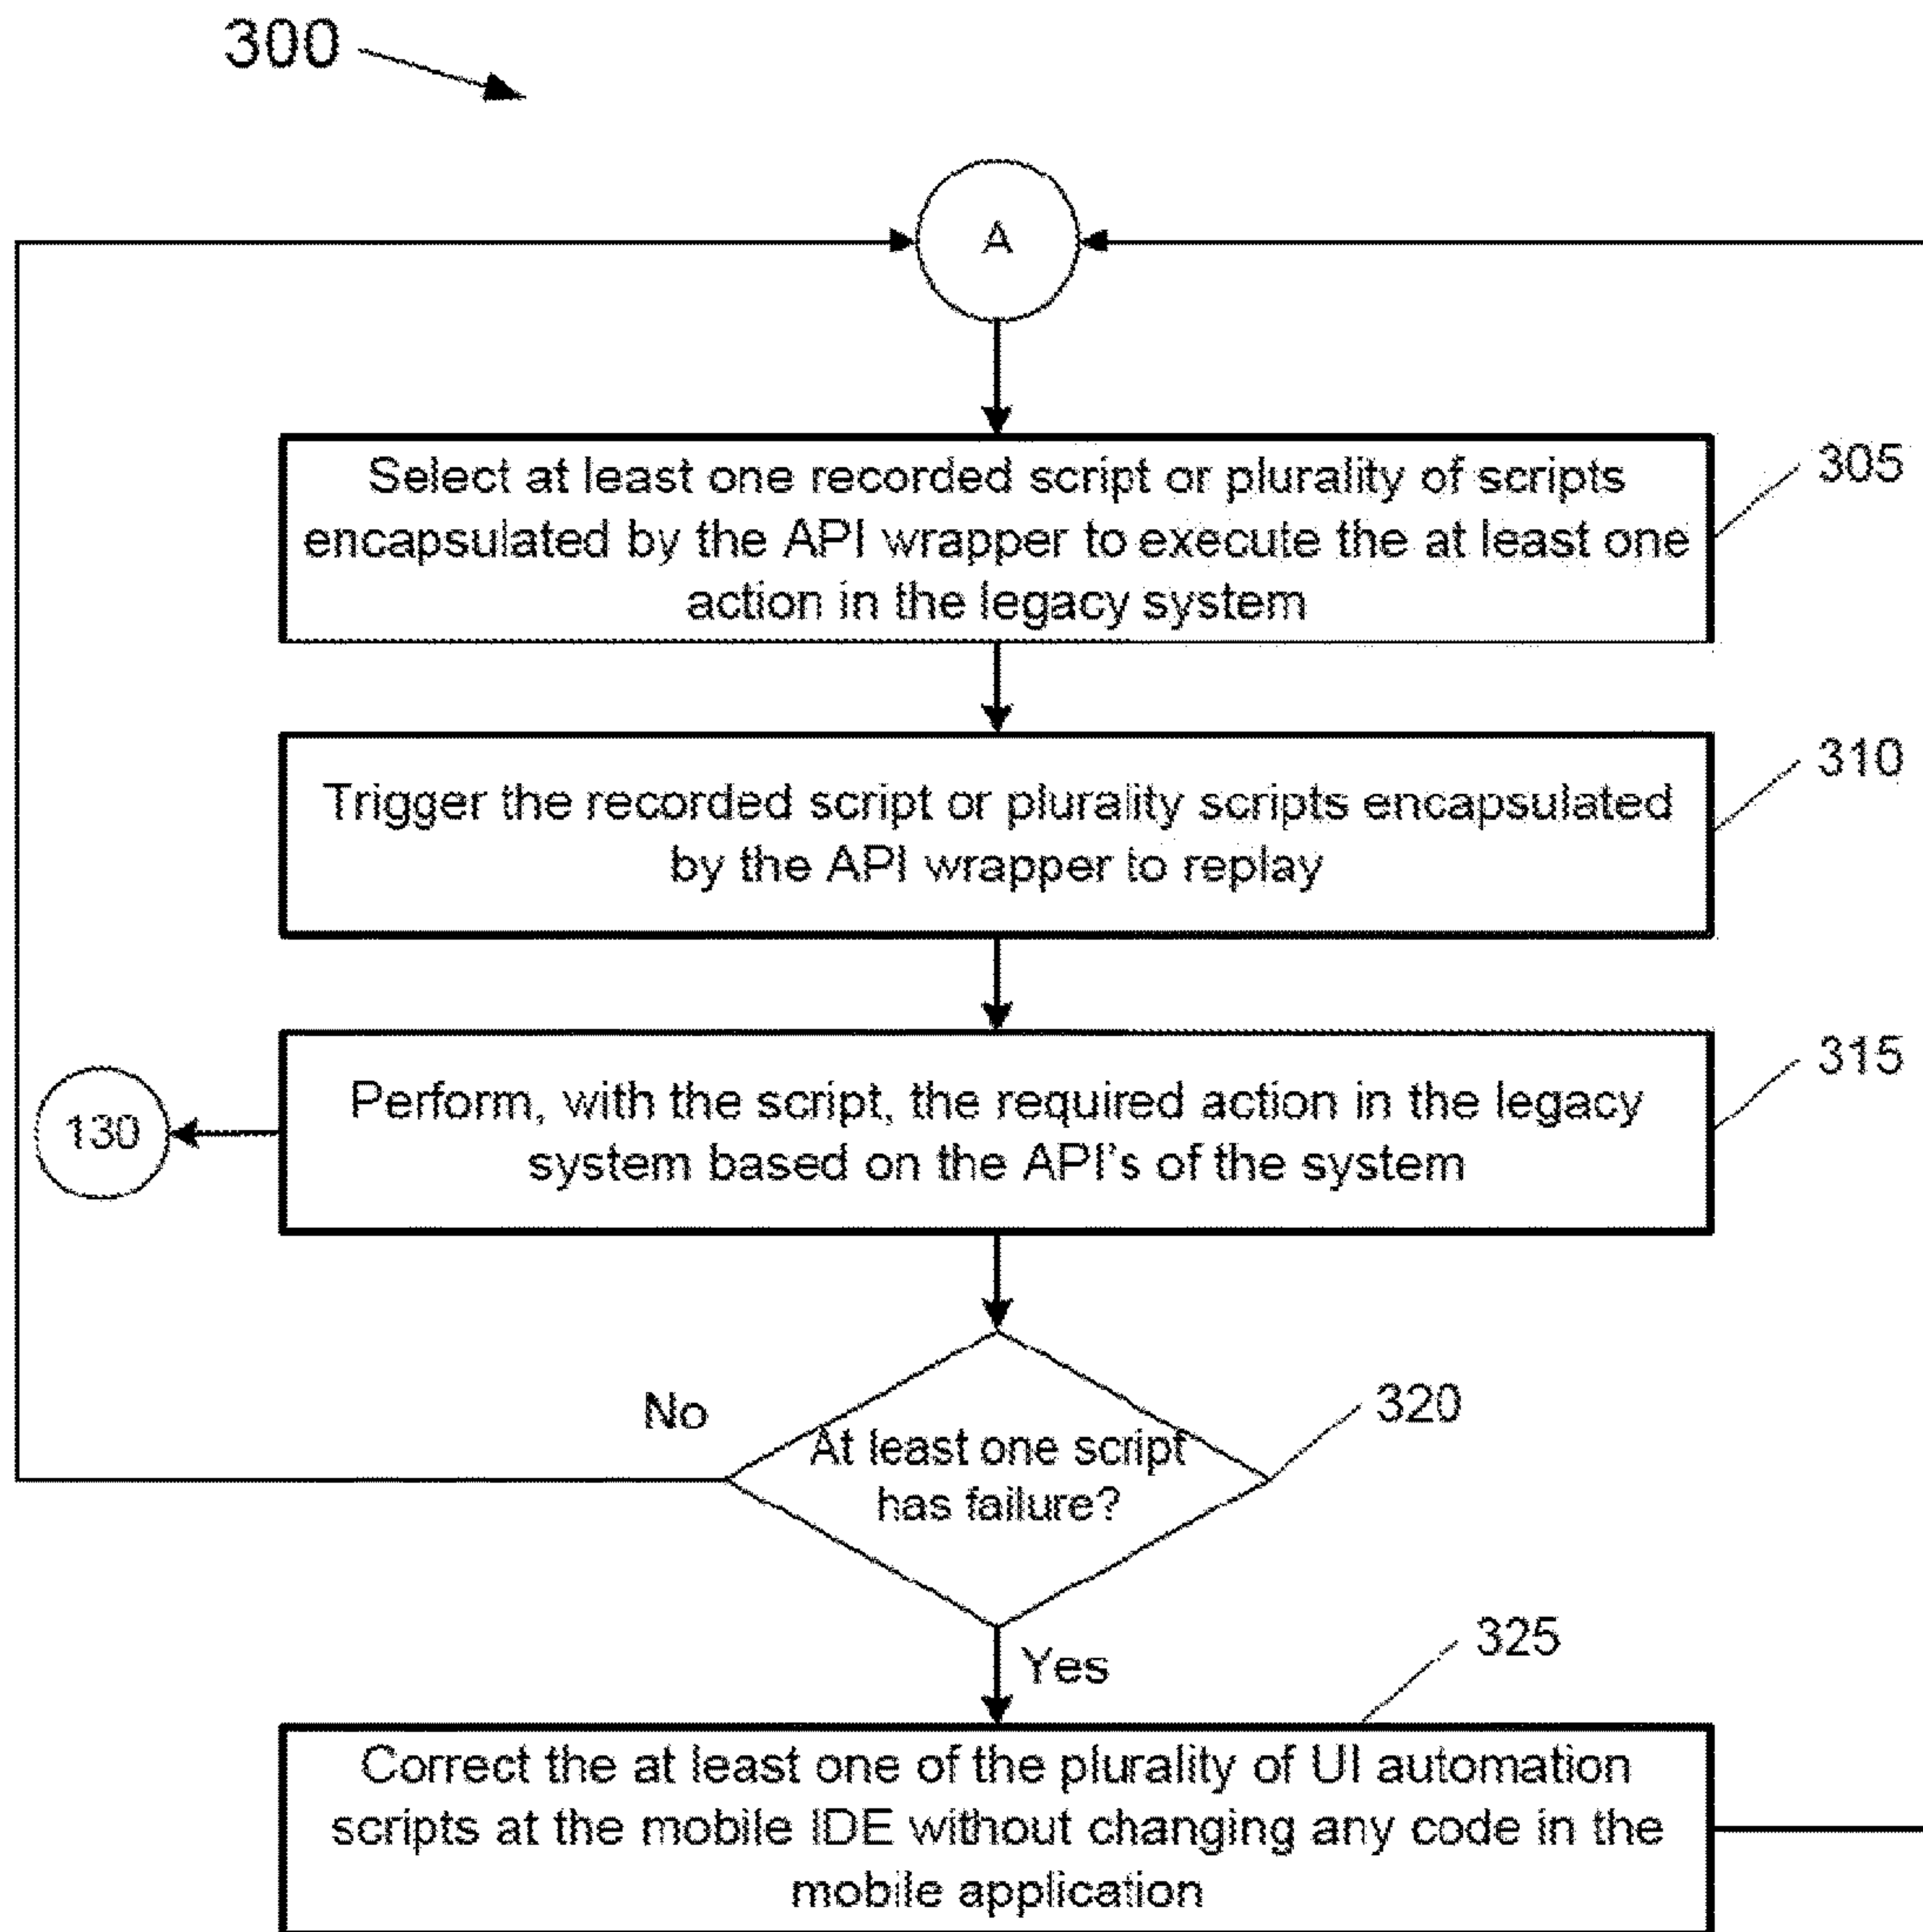 300
A
Select at least one recorded script or plurality of scripts
encapsulated by the API wrapper to execute the at least one
action in the legacy system
305
Trigger the recorded script or plurality scripts encapsulated
by the API wrapper to replay
310
Perform, with the script, the required action in the legacy
system based on the API's of the system
315
130
At least one script
has failure?
320
No
Yes
325
Correct the at least one of the plurality of UI automation
scripts at the mobile IDE without changing any code in the
mobile application